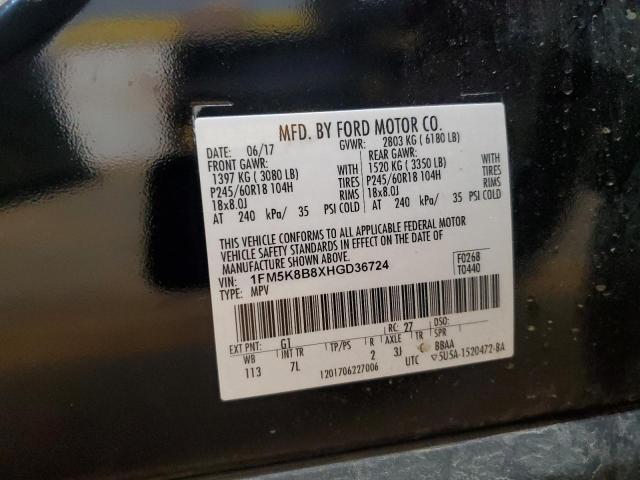 MFD. BY FORD MOTOR CO.
DATE: 06/17 GVWR: 2803 KG ( 6180 LB)
FRONT GAWR: REAR GAWR:
1397 KG ( 3080 LB) WITH 1520 KG ( 3350 LB) WITH
P245/60R18 104H TIRES P245/60R18 104H TIRES
18x8.0J RIMS 18x8.0J RIMS
AT 240 kPa/ 35 PSI COLD AT 240 kPa/ 35 PSI COLD
THIS VEHICLE CONFORMS TO ALL APPLICABLE FEDERAL MOTOR
VEHICLE SAFETY STANDARDS IN EFFECT ON THE DATE OF
MANUFACTURE SHOWN ABOVE.
VIN: 1FM5K8B8XHGD36724 F0268
TYPE: MPV T0440
EXT PNT: G1 RC: 27 DSO:
WB INT TR TP/PS R AXLE TR SPR
113 7L 2 3J C BBAA
1201706227006 UTC ▽5U5A-1520472-BA